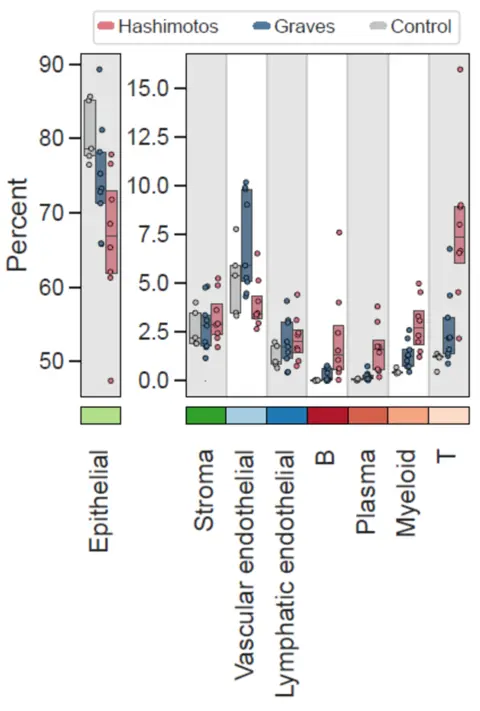 Hashimotos Graves Control
Percent
90
80
70
60
50
15.0
12.5
10.0
7.5
5.0
2.5
0.0
Epithelial
Stroma
Vascular endothelial
Lymphatic endothelial
B
Plasma
Myeloid
T